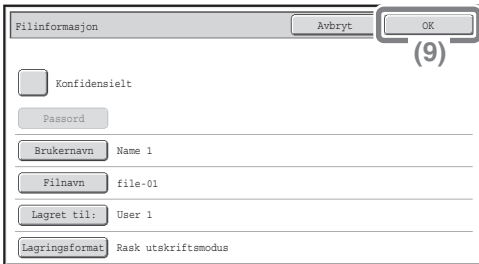 Filinformasjon Avbryt OK
(9)
Konfidensielt
Passord
Brukernavn Name 1
Filnavn file-01
Lagret til: User 1
Lagringsformat Rask utskriftsmodus